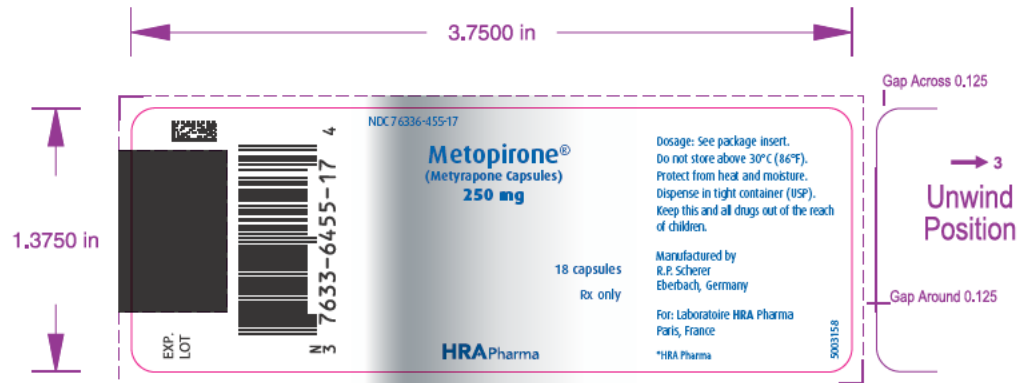 3.7500 in
Gap Across 0.125
1.3750 in
EXP.
LOT
N
3 7633-6455-17 4
NDC 76336-455-17
Metopirone®
(Metyrapone Capsules)
250 mg
18 capsules
Rx only
HRA Pharma
Dosage: See package insert.
Do not store above 30°C (86°F).
Protect from heat and moisture.
Dispense in tight container (USP).
Keep this and all drugs out of the reach
of children.
Manufactured by
R.P. Scherer
Eberbach, Germany
For: Laboratoire HRA Pharma
Paris, France
*HRA Pharma
5003158
3
Unwind
Position
Gap Around 0.125